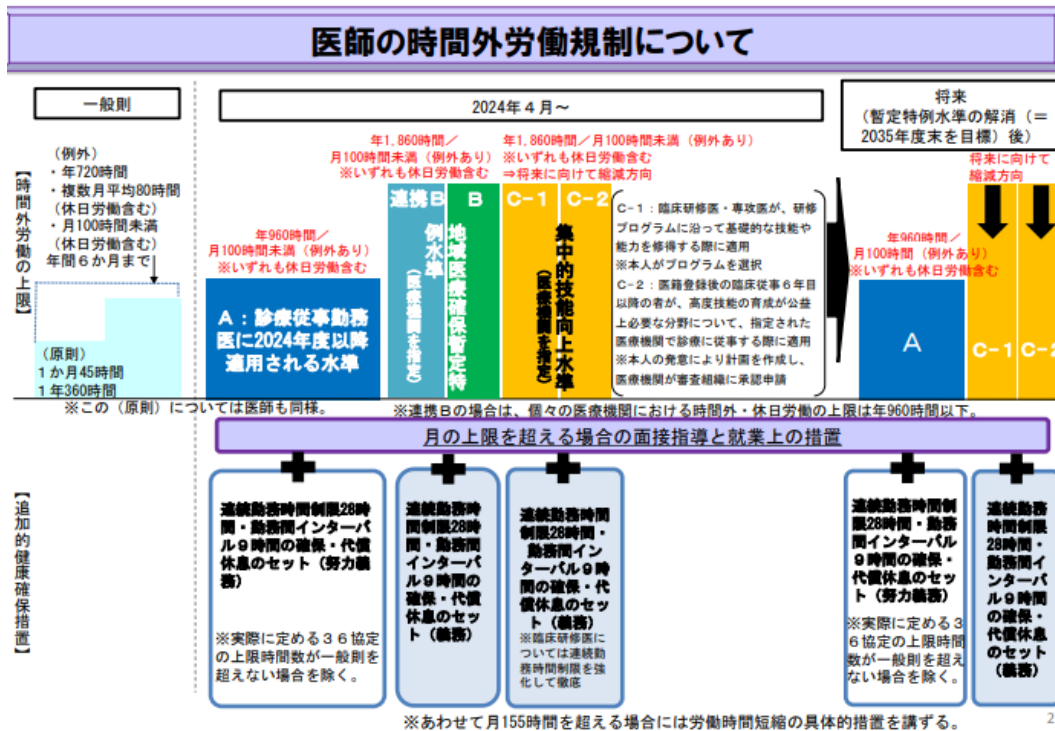 医師の時間外労働規制について
一般則
2024年４月～
将来
（暫定特例水準の解消（＝
2035年度末を目標）後）
【時間外労働の上限】
（例外）
・年720時間
・複数月平均80時間
（休日労働含む）
・月100時間未満
（休日労働含む）
年間６か月まで
（原則）
１か月45時間
１年360時間
※この（原則）については医師も同様。
年960時間／
月100時間未満（例外あり）
※いずれも休日労働含む
A：診療従事勤務
医に2024年度以降
適用される水準
年1,860時間／
月100時間未満（例外あり）
※いずれも休日労働含む
連携B
B
地域医療確保暫定特
例水準
（医療機関を指定）
年1,860時間／月100時間未満（例外あり）
※いずれも休日労働含む
⇒将来に向けて縮減方向
C-1
C-2
集中的技能向上水準
（医療機関を指定）
C-1：臨床研修医・専攻医が、研修
プログラムに沿って基礎的な技能や
能力を修得する際に適用
※本人がプログラムを選択
C-2：医籍登録後の臨床従事６年目
以降の者が、高度技能の育成が公益
上必要な分野について、指定された
医療機関で診療に従事する際に適用
※本人の発意により計画を作成し、
医療機関が審査組織に承認申請
※連携Bの場合は、個々の医療機関における時間外・休日労働の上限は年960時間以下。
年960時間／
月100時間（例外あり）
※いずれも休日労働含む
A
将来に向けて
縮減方向
C-1
C-2
月の上限を超える場合の面接指導と就業上の措置
【追加的健康確保措置】
連続勤務時間制限28時
間・勤務間インターバ
ル９時間の確保・代償
休息のセット（努力義
務）
※実際に定める３６協定
の上限時間数が一般則を
超えない場合を除く。
連続勤務時
間制限28時
間・勤務間
インターバ
ル９時間の
確保・代償
休息のセッ
ト（義務）
連続勤務時間
制限28時間・
勤務間イン
ターバル９時
間の確保・代
償休息のセッ
ト（義務）
※臨床研修医に
ついては連続勤
務時間制限を強
化して徹底
連続勤務時間制
限28時間・勤務
間インターバル
９時間の確保・
代償休息のセッ
ト（努力義務）
※実際に定める３
６協定の上限時間
数が一般則を超え
ない場合を除く。
連続勤務
時間制限
28時間・
勤務間イ
ンターバ
ル９時間
の確保・
代償休息
のセット
（義務）
※あわせて月155時間を超える場合には労働時間短縮の具体的措置を講ずる。
2